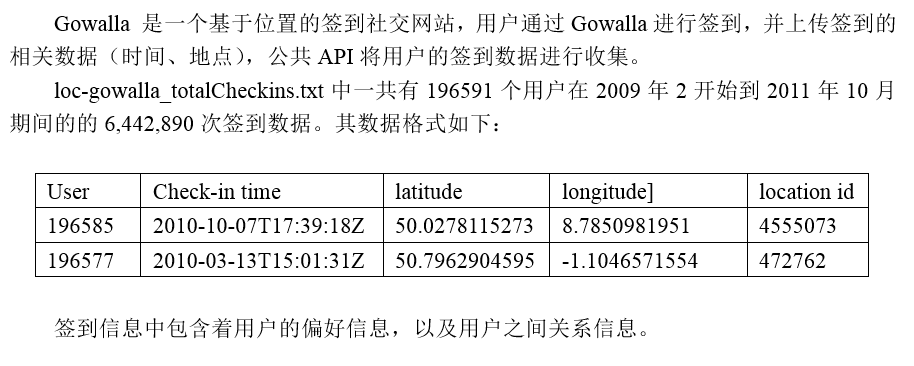 Gowalla 是一个基于位置的签到社交网站，用户通过 Gowalla 进行签到，并上传签到的
相关数据（时间、地点），公共 API 将用户的签到数据进行收集。
loc-gowalla_totalCheckins.txt 中一共有 196591 个用户在 2009 年 2 开始到 2011 年 10 月
期间的的 6,442,890 次签到数据。其数据格式如下：
User Check-in time latitude longitude] location id
196585 2010-10-07T17:39:18Z 50.0278115273 8.7850981951 4555073
196577 2010-03-13T15:01:31Z 50.7962904595 -1.1046571554 472762
签到信息中包含着用户的偏好信息，以及用户之间关系信息。